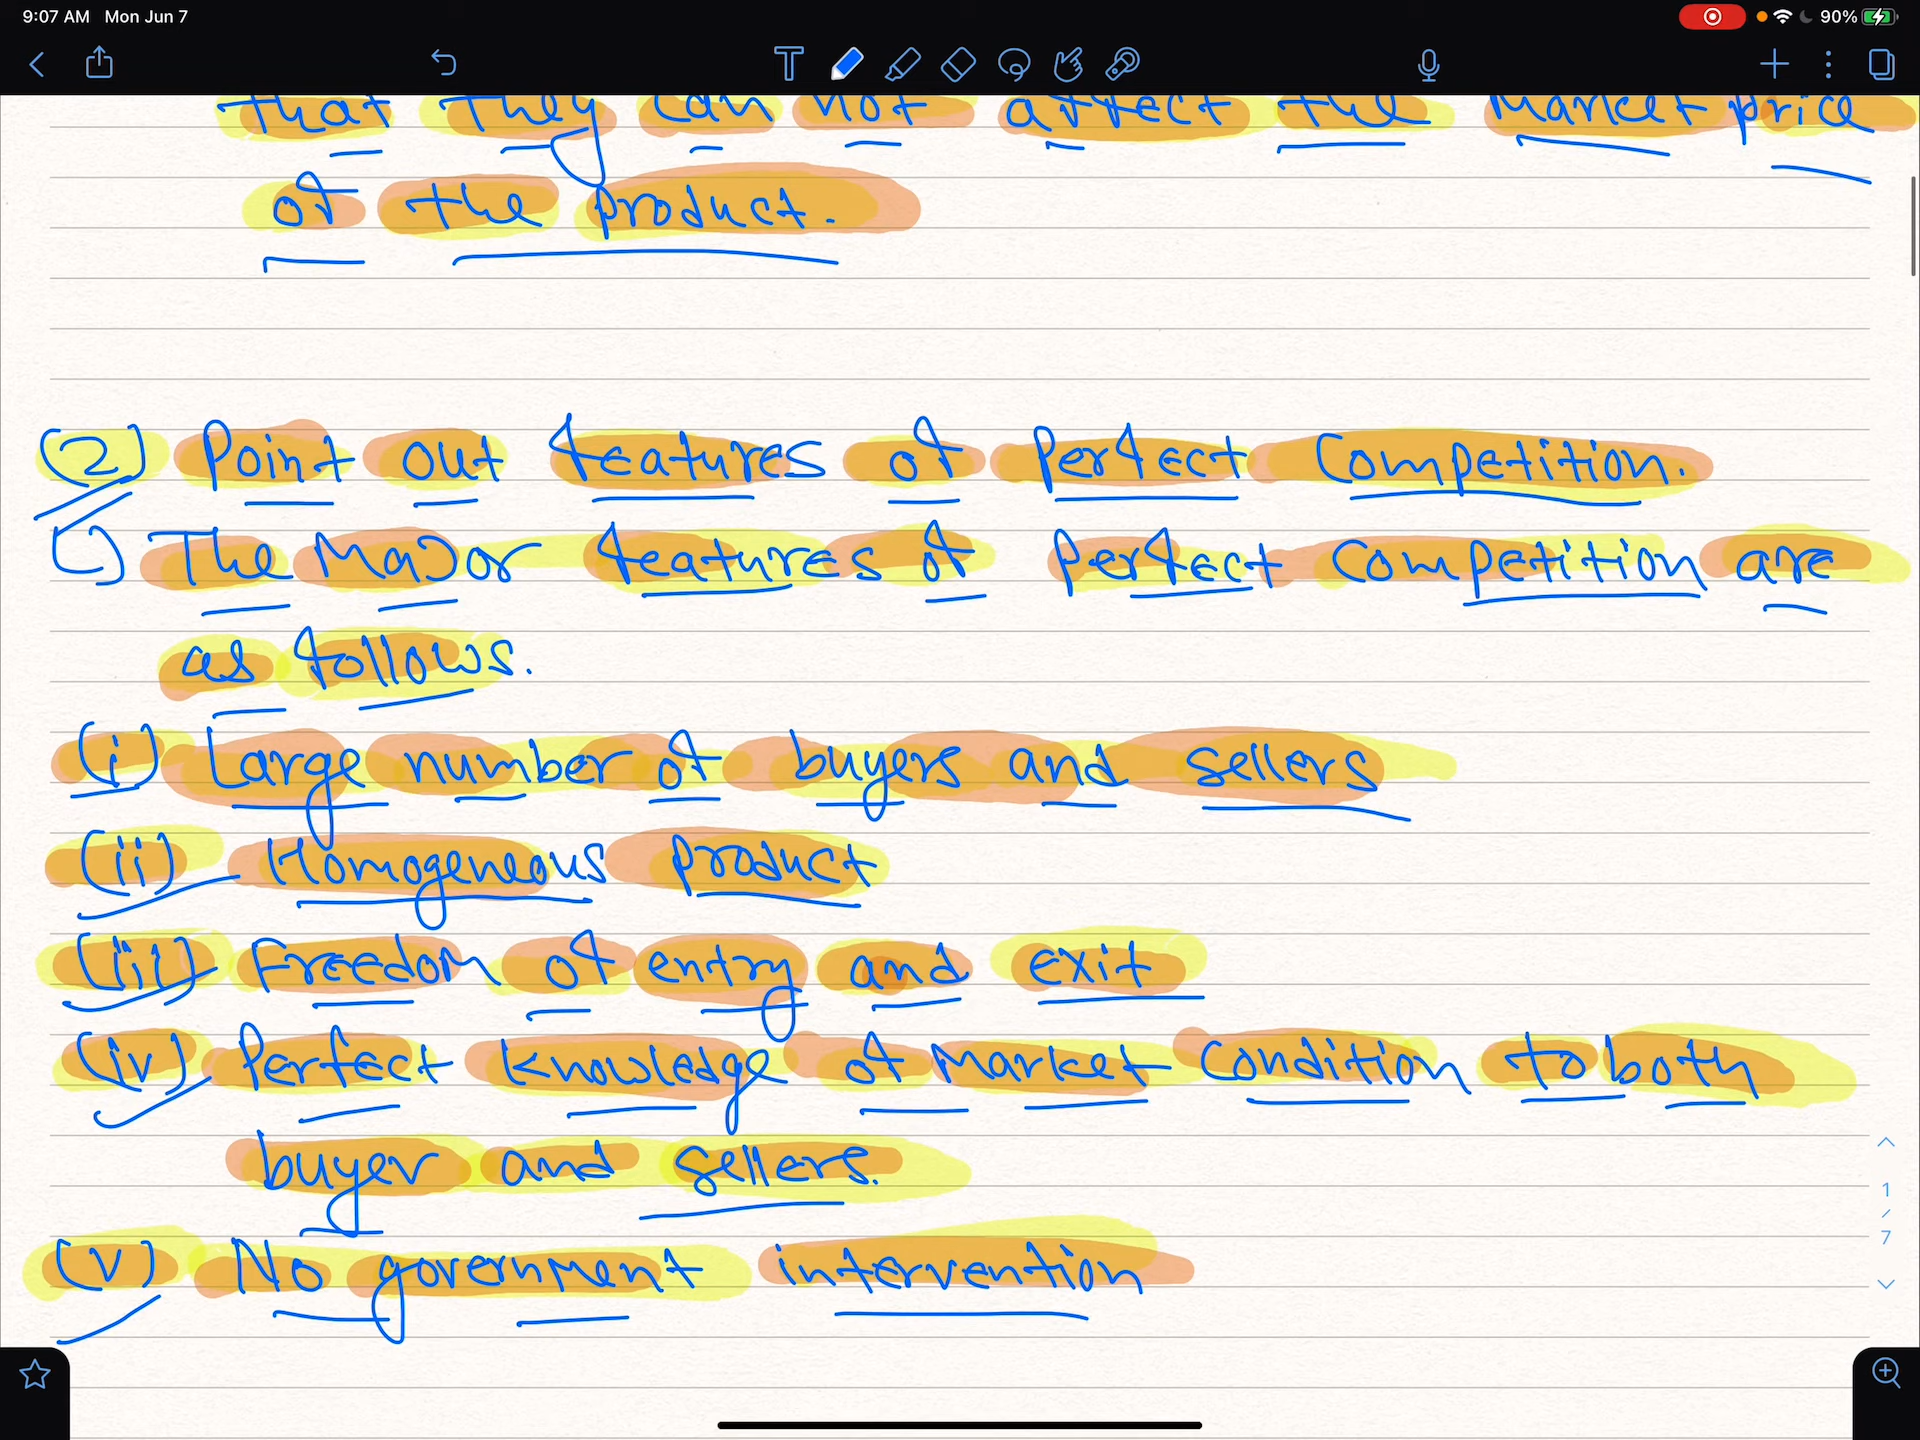 9:07 AM Mon Jun 7
90%
that they can not affect the market price
of the product.
(2) Point out features of Perfect Competition.
The Major features of perfect competition are
as follows.
(i) Large number of buyers and sellers
(ii) Homogeneous product
(iii) Freedom of entry and exit
(iv) Perfect knowledge of market condition to both
buyer and sellers.
(v) No government intervention
1
/
7